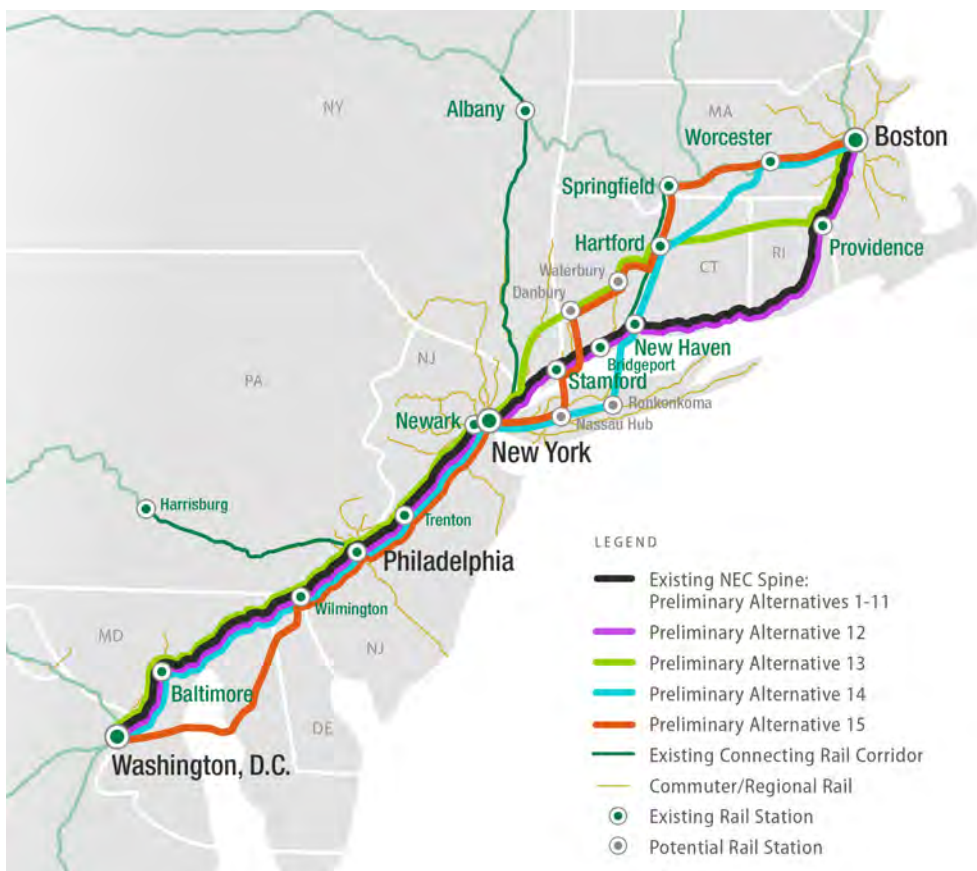 NY
Albany
MA
Worcester
Boston
Springfield
Hartford
Providence
RI
CT
Waterbury
Danbury
New Haven
Bridgeport
Stamford
NJ
PA
Ronkonkoma
Nassau Hub
Newark
New York
Harrisburg
Trenton
Philadelphia
Wilmington
MD
NJ
Baltimore
DE
Washington, D.C.
LEGEND
Existing NEC Spine:
Preliminary Alternatives 1-11
Preliminary Alternative 12
Preliminary Alternative 13
Preliminary Alternative 14
Preliminary Alternative 15
Existing Connecting Rail Corridor
Commuter/Regional Rail
Existing Rail Station
Potential Rail Station